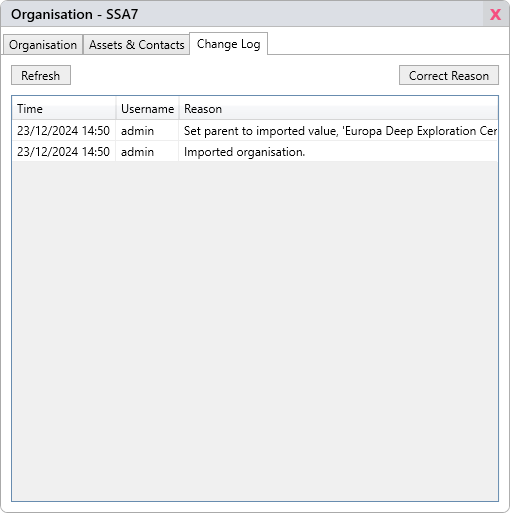 Organisation - SSA7 X
Organisation Assets & Contacts Change Log
Refresh Correct Reason
Time Username Reason
23/12/2024 14:50 admin Set parent to imported value, 'Europa Deep Exploration Cer
23/12/2024 14:50 admin Imported organisation.